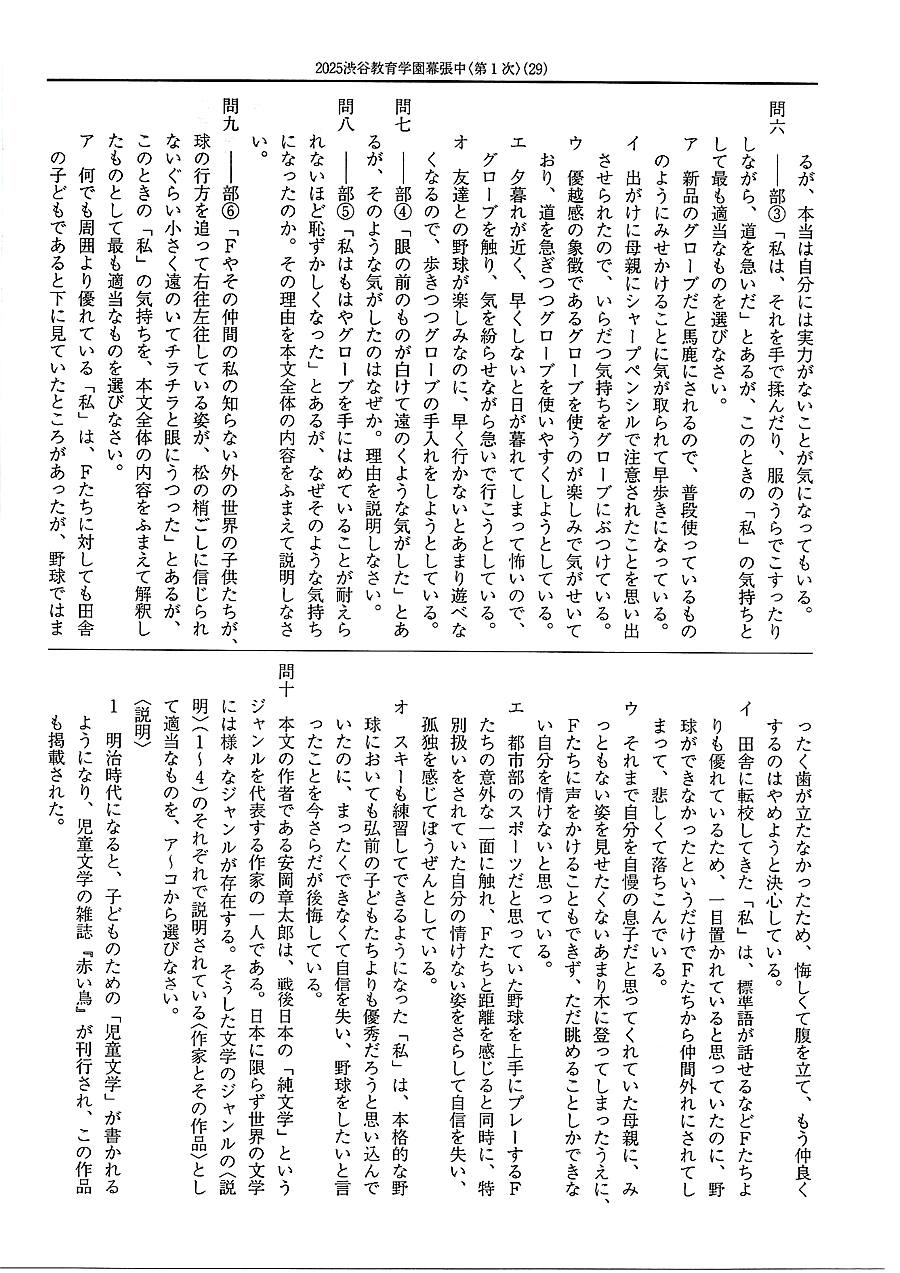 2025渋谷教育学園幕張中〈第1次〉(29)
るが、本当は自分には実力がないことが気になってもいる。
問六 ――部③「私は、それを手で揉んだり、服のうらでこすったり
しながら、道を急いだ」とあるが、このときの「私」の気持ちと
して最も適当なものを選びなさい。
ア 新品のグローブだと馬鹿にされるので、普段使っているもの
のようにみせかけることに気が取られて早歩きになっている。
イ 出がけに母親にシャープペンシルで注意されたことを思い出
させられたので、いらだつ気持ちをグローブにぶつけている。
ウ 優越感の象徴であるグローブを使うのが楽しみで気がせいて
おり、道を急ぎつつグローブを使いやすくしようとしている。
エ 夕暮れが近く、早くしないと日が暮れてしまって怖いので、
グローブを触り、気を紛らせながら急いで行こうとしている。
オ 友達との野球が楽しみなのに、早く行かないとあまり遊べな
くなるので、歩きつつグローブの手入れをしようとしている。
問七 ――部④「眼の前のものが白けて遠のくような気がした」とあ
るが、そのような気がしたのはなぜか。理由を説明しなさい。
問八 ――部⑤「私はもはやグローブを手にはめていることが耐えら
れないほど恥ずかしくなった」とあるが、なぜそのような気持ち
になったのか。その理由を本文全体の内容をふまえて説明しなさ
い。
問九 ――部⑥「Fやその仲間の私の知らない外の世界の子供たちが、
球の行方を追って右往左往している姿が、松の梢ごしに信じられ
ないぐらい小さく遠のいてチラチラと眼にうつった」とあるが、
このときの「私」の気持ちを、本文全体の内容をふまえて解釈し
たものとして最も適当なものを選びなさい。
ア 何でも周囲より優れている「私」は、Fたちに対しても田舎
の子どもであると下に見ていたところがあったが、野球ではま
ったく歯が立たなかったため、悔しくて腹を立て、もう仲良く
するのはやめようと決心している。
イ 田舎に転校してきた「私」は、標準語が話せるなどFたちよ
りも優れているため、一目置かれていると思っていたのに、野
球ができなかったというだけでFたちから仲間外れにされてし
まって、悲しくて落ちこんでいる。
ウ それまで自分を自慢の息子だと思ってくれていた母親に、み
っともない姿を見せたくないあまり木に登ってしまったうえに、
Fたちに声をかけることもできず、ただ眺めることしかできな
い自分を情けないと思っている。
エ 都市部のスポーツだと思っていた野球を上手にプレーするF
たちの意外な一面に触れ、Fたちと距離を感じると同時に、特
別扱いをされていた自分の情けない姿をさらして自信を失い、
孤独を感じてぼうぜんとしている。
オ スキーも練習してできるようになった「私」は、本格的な野
球においても弘前の子どもたちよりも優秀だろうと思い込んで
いたのに、まったくできなくて自信を失い、野球をしたいと言
ったことを今さらだが後悔している。
問十 本文の作者である安岡章太郎は、戦後日本の「純文学」という
ジャンルを代表する作家の一人である。日本に限らず世界の文学
には様々なジャンルが存在する。そうした文学のジャンルの〈説
明〉(1〜4)のそれぞれで説明されている〈作家とその作品〉とし
て適当なものを、ア〜コから選びなさい。
〈説明〉
1 明治時代になると、子どものための「児童文学」が書かれる
ようになり、児童文学の雑誌『赤い鳥』が刊行され、この作品
も掲載された。